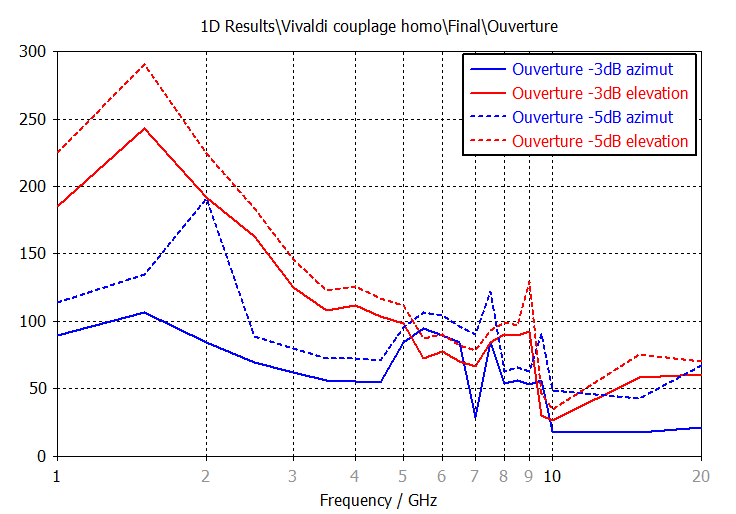 1D Results\Vivaldi couplage homo\Final\Ouverture
Ouverture -3dB azimut
Ouverture -3dB elevation
Ouverture -5dB azimut
Ouverture -5dB elevation
300
250
200
150
100
50
0
1 2 3 4 5 6 7 8 9 10 20
Frequency / GHz